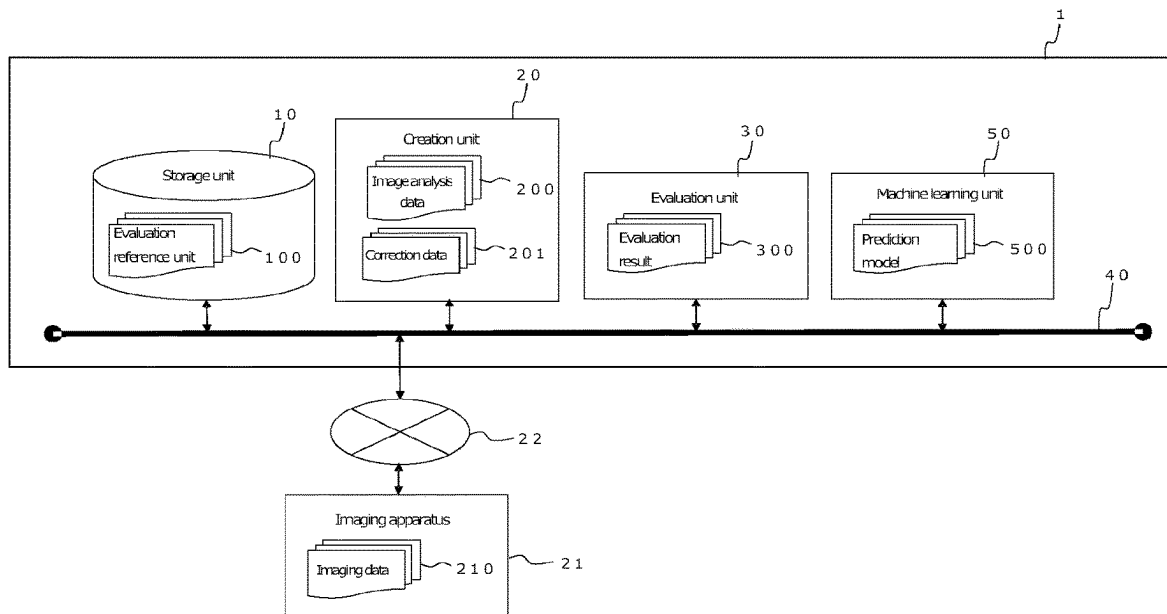 1
20
10
30
50
Creation unit
Storage unit
Image analysis
data
200
Evaluation unit
Machine learning unit
Evaluation
reference unit
100
Correction data
201
Evaluation
result
300
Prediction
model
500
40
22
Imaging apparatus
Imaging data
210
21